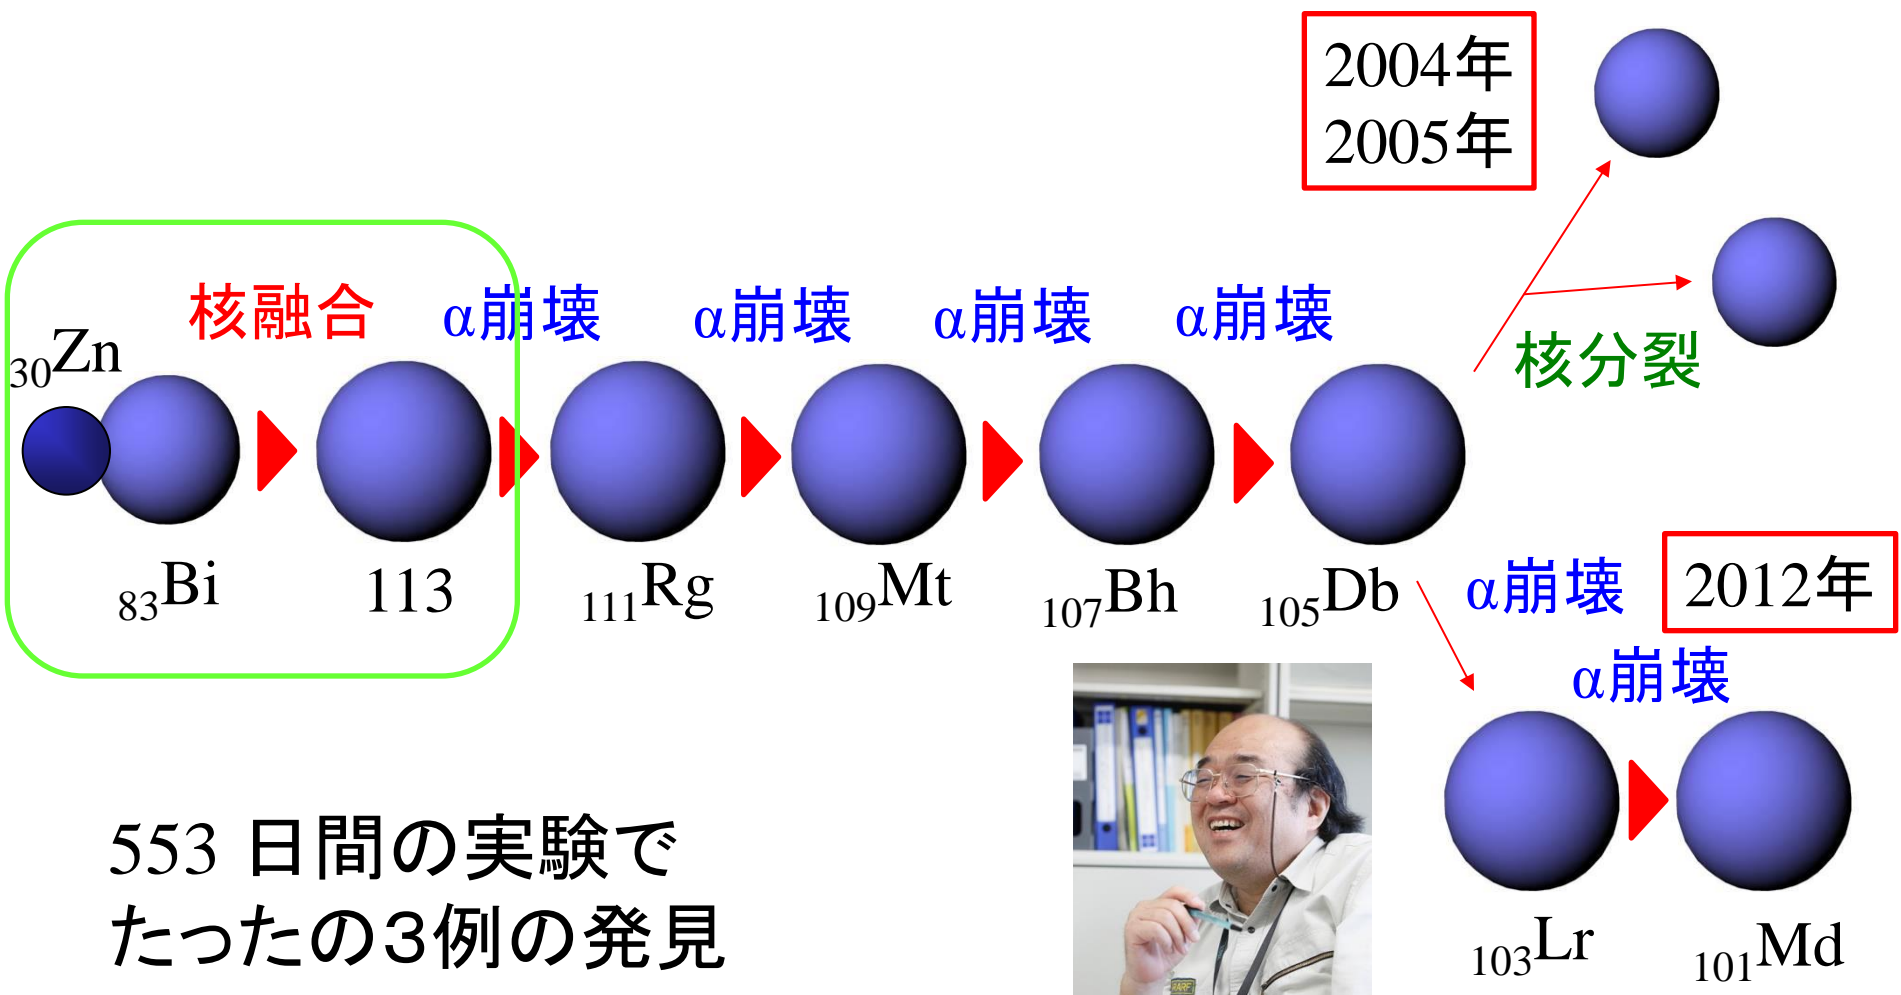 2004年
2005年
核融合
α崩壊
α崩壊
α崩壊
α崩壊
30Zn
核分裂
83Bi
113
111Rg
109Mt
107Bh
105Db
α崩壊
2012年
α崩壊
553 日間の実験で
たったの3例の発見
103Lr
101Md